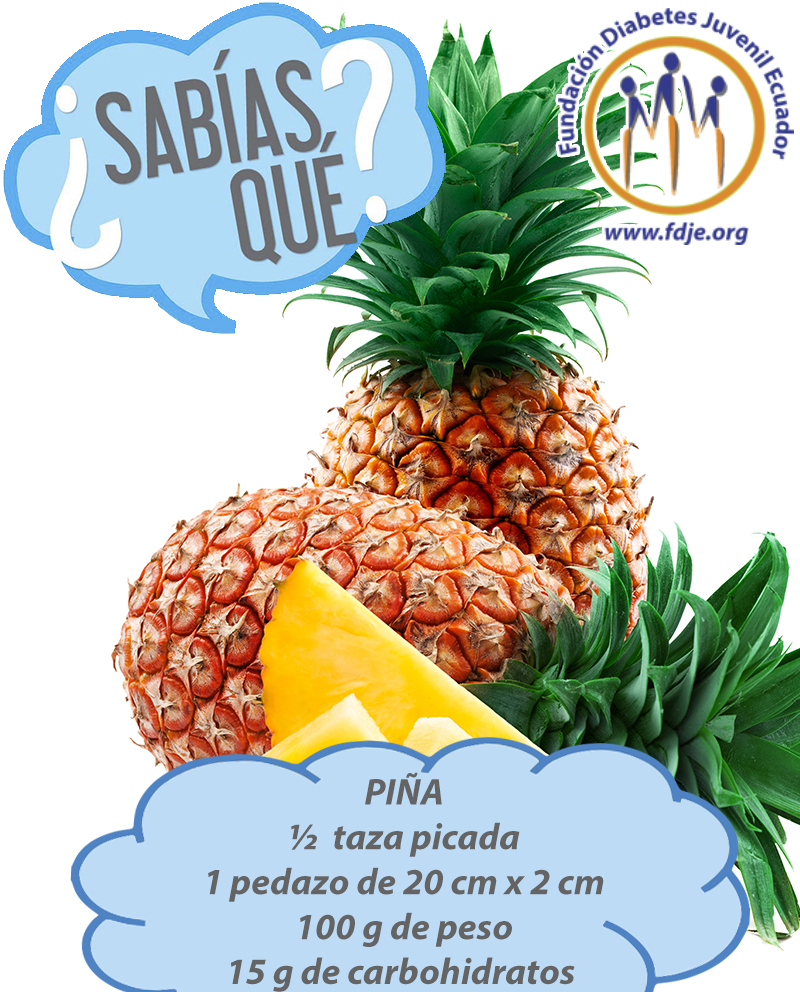 ¿SABÍAS
QUÉ?
Fundación Diabetes Juvenil Ecuador
www.fdje.org
PIÑA
½ taza picada
1 pedazo de 20 cm x 2 cm
100 g de peso
15 g de carbohidratos